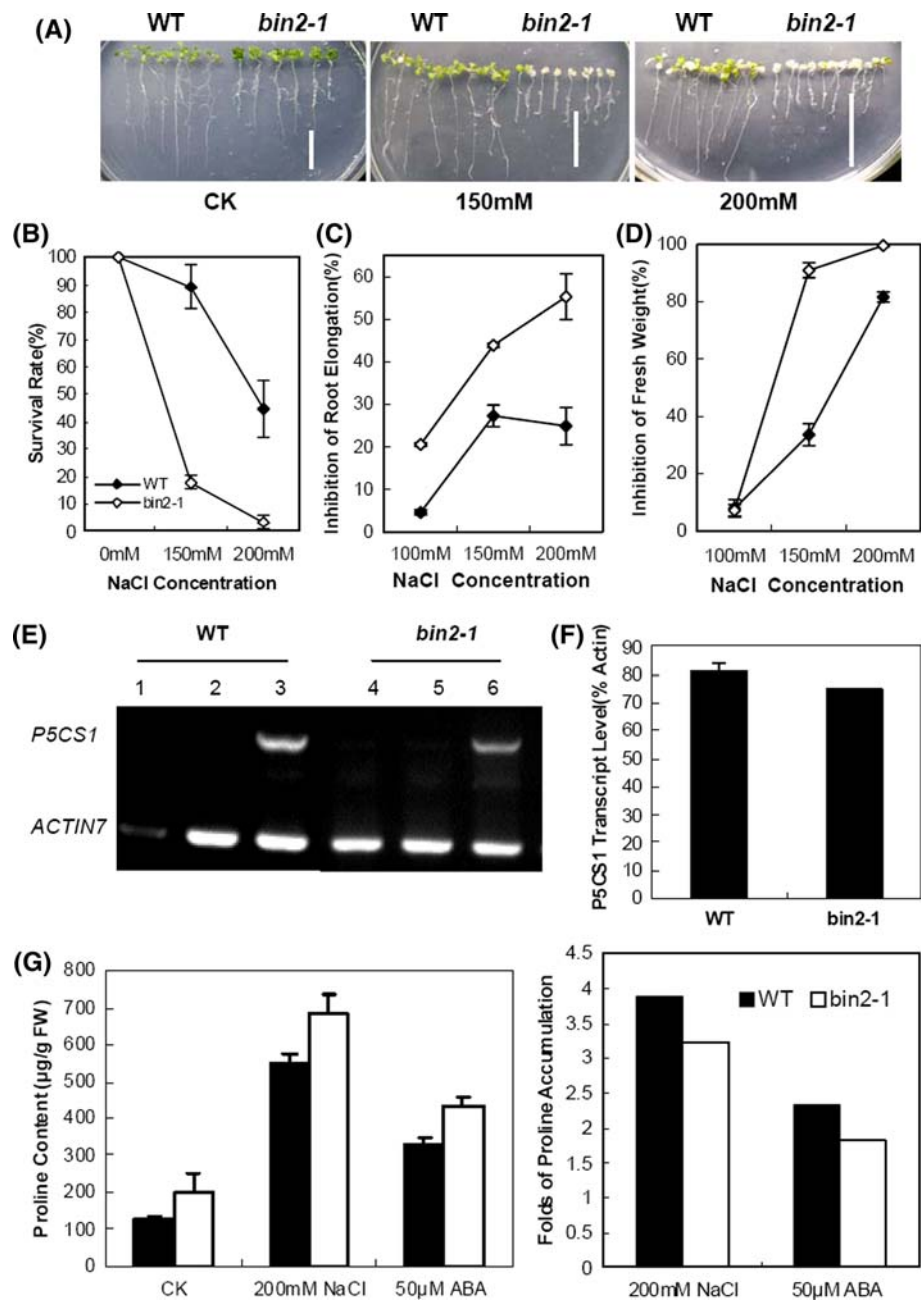 (A) WT bin2-1 WT bin2-1 WT bin2-1
CK 150mM 200mM
(B)
Survival Rate(%)
100
90
80
70
60
50
40
30
20
10
0
WT
bin2-1
0mM 150mM 200mM
NaCl Concentration
(C)
Inhibition of Root Elongation(%)
60
50
40
30
20
10
0
100mM 150mM 200mM
NaCl Concentration
(D)
Inhibition of Fresh Weight(%)
100
80
60
40
20
0
100mM 150mM 200mM
NaCl Concentration
(E)
WT bin2-1
1 2 3 4 5 6
P5CS1
ACTIN7
(F)
P5CS1 Transcript Level(% Actin)
90
80
70
60
50
40
30
20
10
0
WT bin2-1
(G)
Proline Content (µg/g FW)
800
700
600
500
400
300
200
100
0
CK 200mM NaCl 50µM ABA
Folds of Proline Accumulation
4.5
4
3.5
3
2.5
2
1.5
1
0.5
0
WT bin2-1
200mM NaCl 50µM ABA